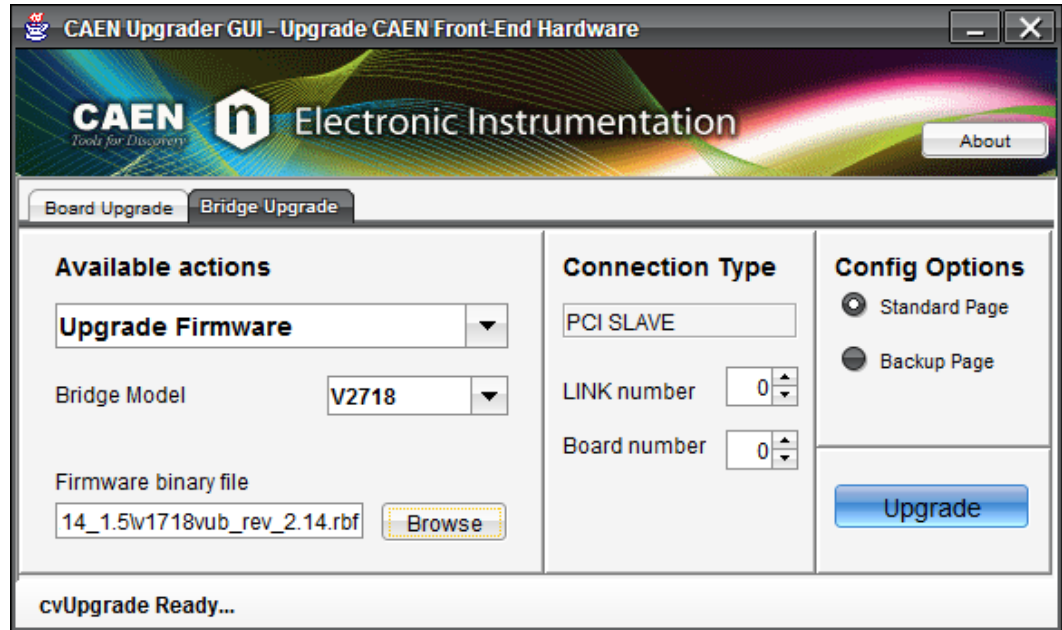 CAEN Upgrader GUI - Upgrade CAEN Front-End Hardware
CAEN n Electronic Instrumentation
Tools for Discovery
About
Board Upgrade Bridge Upgrade
Available actions
Upgrade Firmware
Bridge Model V2718
Firmware binary file
14_1.5\v1718vub_rev_2.14.rbf Browse
Connection Type
PCI SLAVE
LINK number 0
Board number 0
Config Options
Standard Page
Backup Page
Upgrade
cvUpgrade Ready...